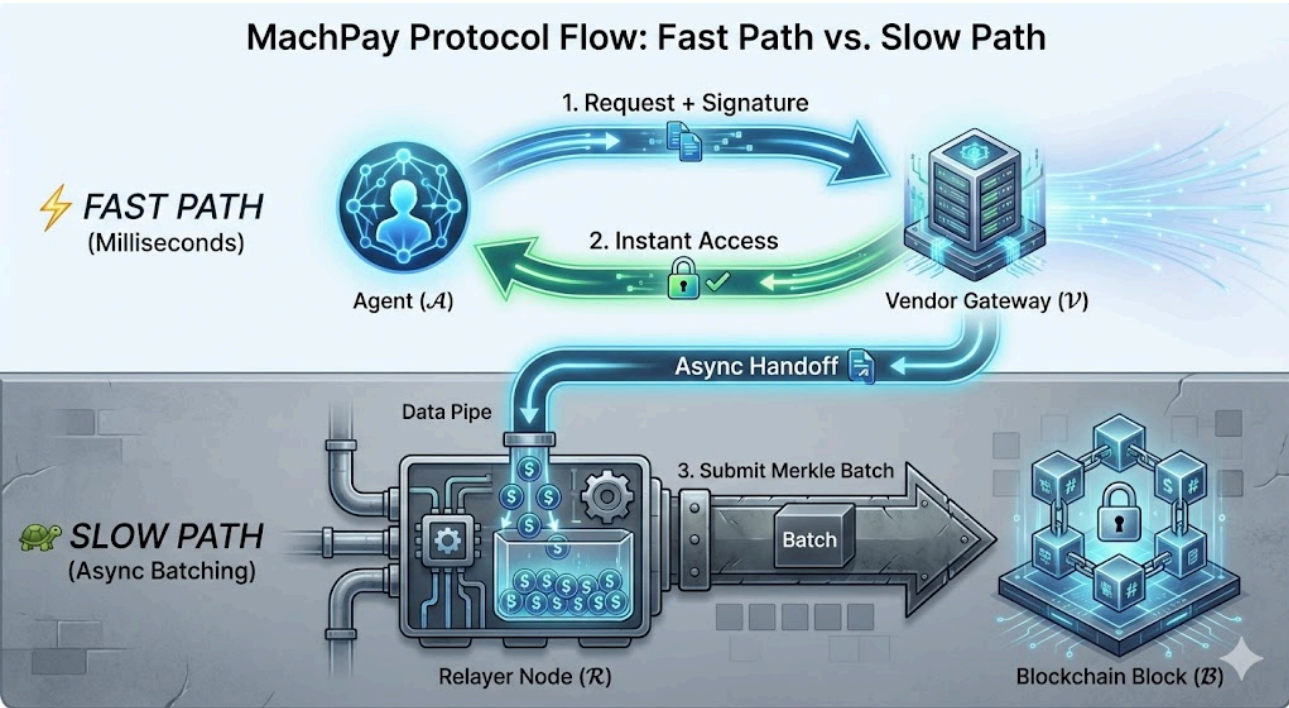 MachPay Protocol Flow: Fast Path vs. Slow Path
1. Request + Signature
FAST PATH
(Milliseconds)
2. Instant Access
Agent (𝒜)
Vendor Gateway (𝒱)
Async Handoff
Data Pipe
3. Submit Merkle Batch
SLOW PATH
(Async Batching)
Batch
Relayer Node (ℛ)
Blockchain Block (ℬ)